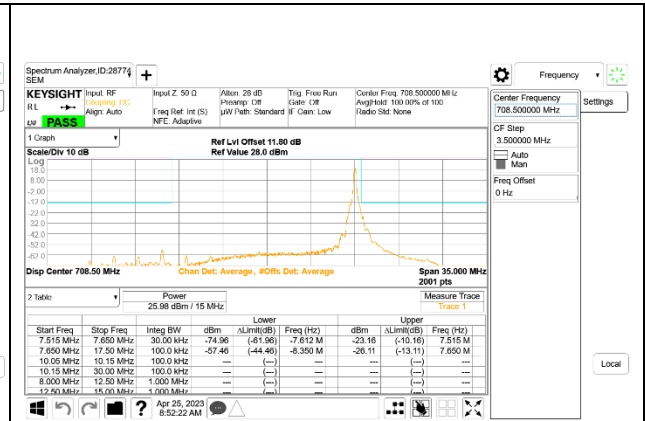 Spectrum Analyzer,ID:28774
SEM
+
Frequency
KEYSIGHT
RL
PASS
Input: RF
Coupling: DC
Align: Auto
Input Z: 50 Ω
Freq Ref: Int (S)
NFE: Adaptive
Atten: 28 dB
Preamp: Off
µW Path: Standard
Trig: Free Run
Gate: Off
IF Gain: Low
Center Freq: 708.500000 MHz
Avg|Hold: 100.00% of 100
Radio Std: None
Center Frequency
708.500000 MHz
Settings
CF Step
3.500000 MHz
Auto
Man
Freq Offset
0 Hz
1 Graph
Scale/Div 10 dB
Ref Lvl Offset 11.80 dB
Ref Value 28.0 dBm
Log
18.0
8.00
-2.00
-12.0
-22.0
-32.0
-42.0
-52.0
-62.0
Disp Center 708.50 MHz
Chan Det: Average, #Offs Det: Average
Span 35.000 MHz
2001 pts
2 Table
Power
25.98 dBm / 15 MHz
Measure Trace
Trace 1
Lower Upper
Start Freq Stop Freq Integ BW dBm ΔLimit(dB) Freq (Hz) dBm ΔLimit(dB) Freq (Hz)
7.515 MHz 7.650 MHz 30.00 kHz -74.96 (-61.96) -7.612 M -23.16 (-10.16) 7.515 M
7.650 MHz 17.50 MHz 100.0 kHz -57.46 (-44.46) -8.350 M -26.11 (-13.11) 7.650 M
10.05 MHz 10.15 MHz 100.0 kHz --- (---) --- --- (---) ---
10.15 MHz 30.00 MHz 100.0 kHz --- (---) --- --- (---) ---
8.000 MHz 12.50 MHz 1.000 MHz --- (---) --- --- (---) ---
12.50 MHz 15.00 MHz 1.000 MHz --- (---) --- --- (---) ---
Local
?
Apr 25, 2023
8:52:22 AM